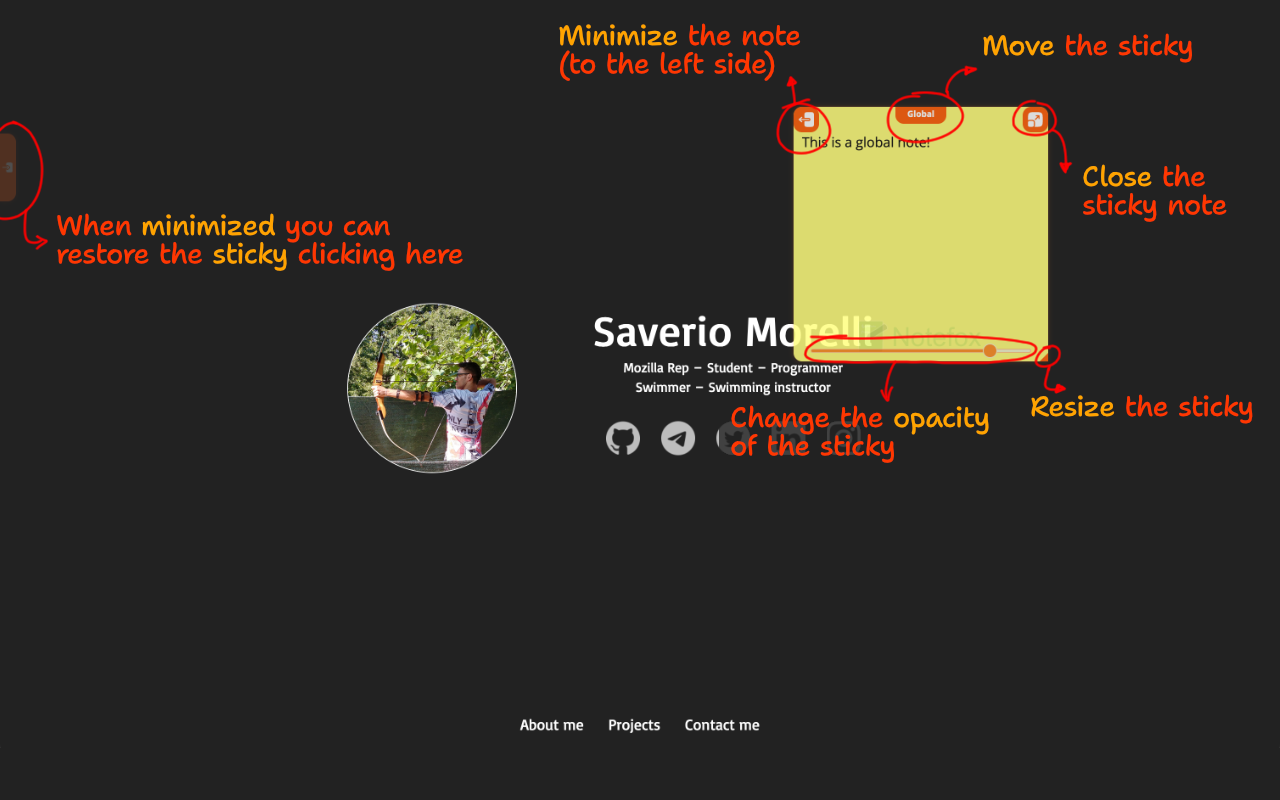 Minimize the note
(to the left side)
Move the sticky
Global
This is a global note!
Close the
sticky note
When minimized you can
restore the sticky clicking here
Saverio Morelli
Notefox
Mozilla Rep – Student – Programmer
Swimmer – Swimming instructor
Resize the sticky
Change the opacity
of the sticky
About me Projects Contact me